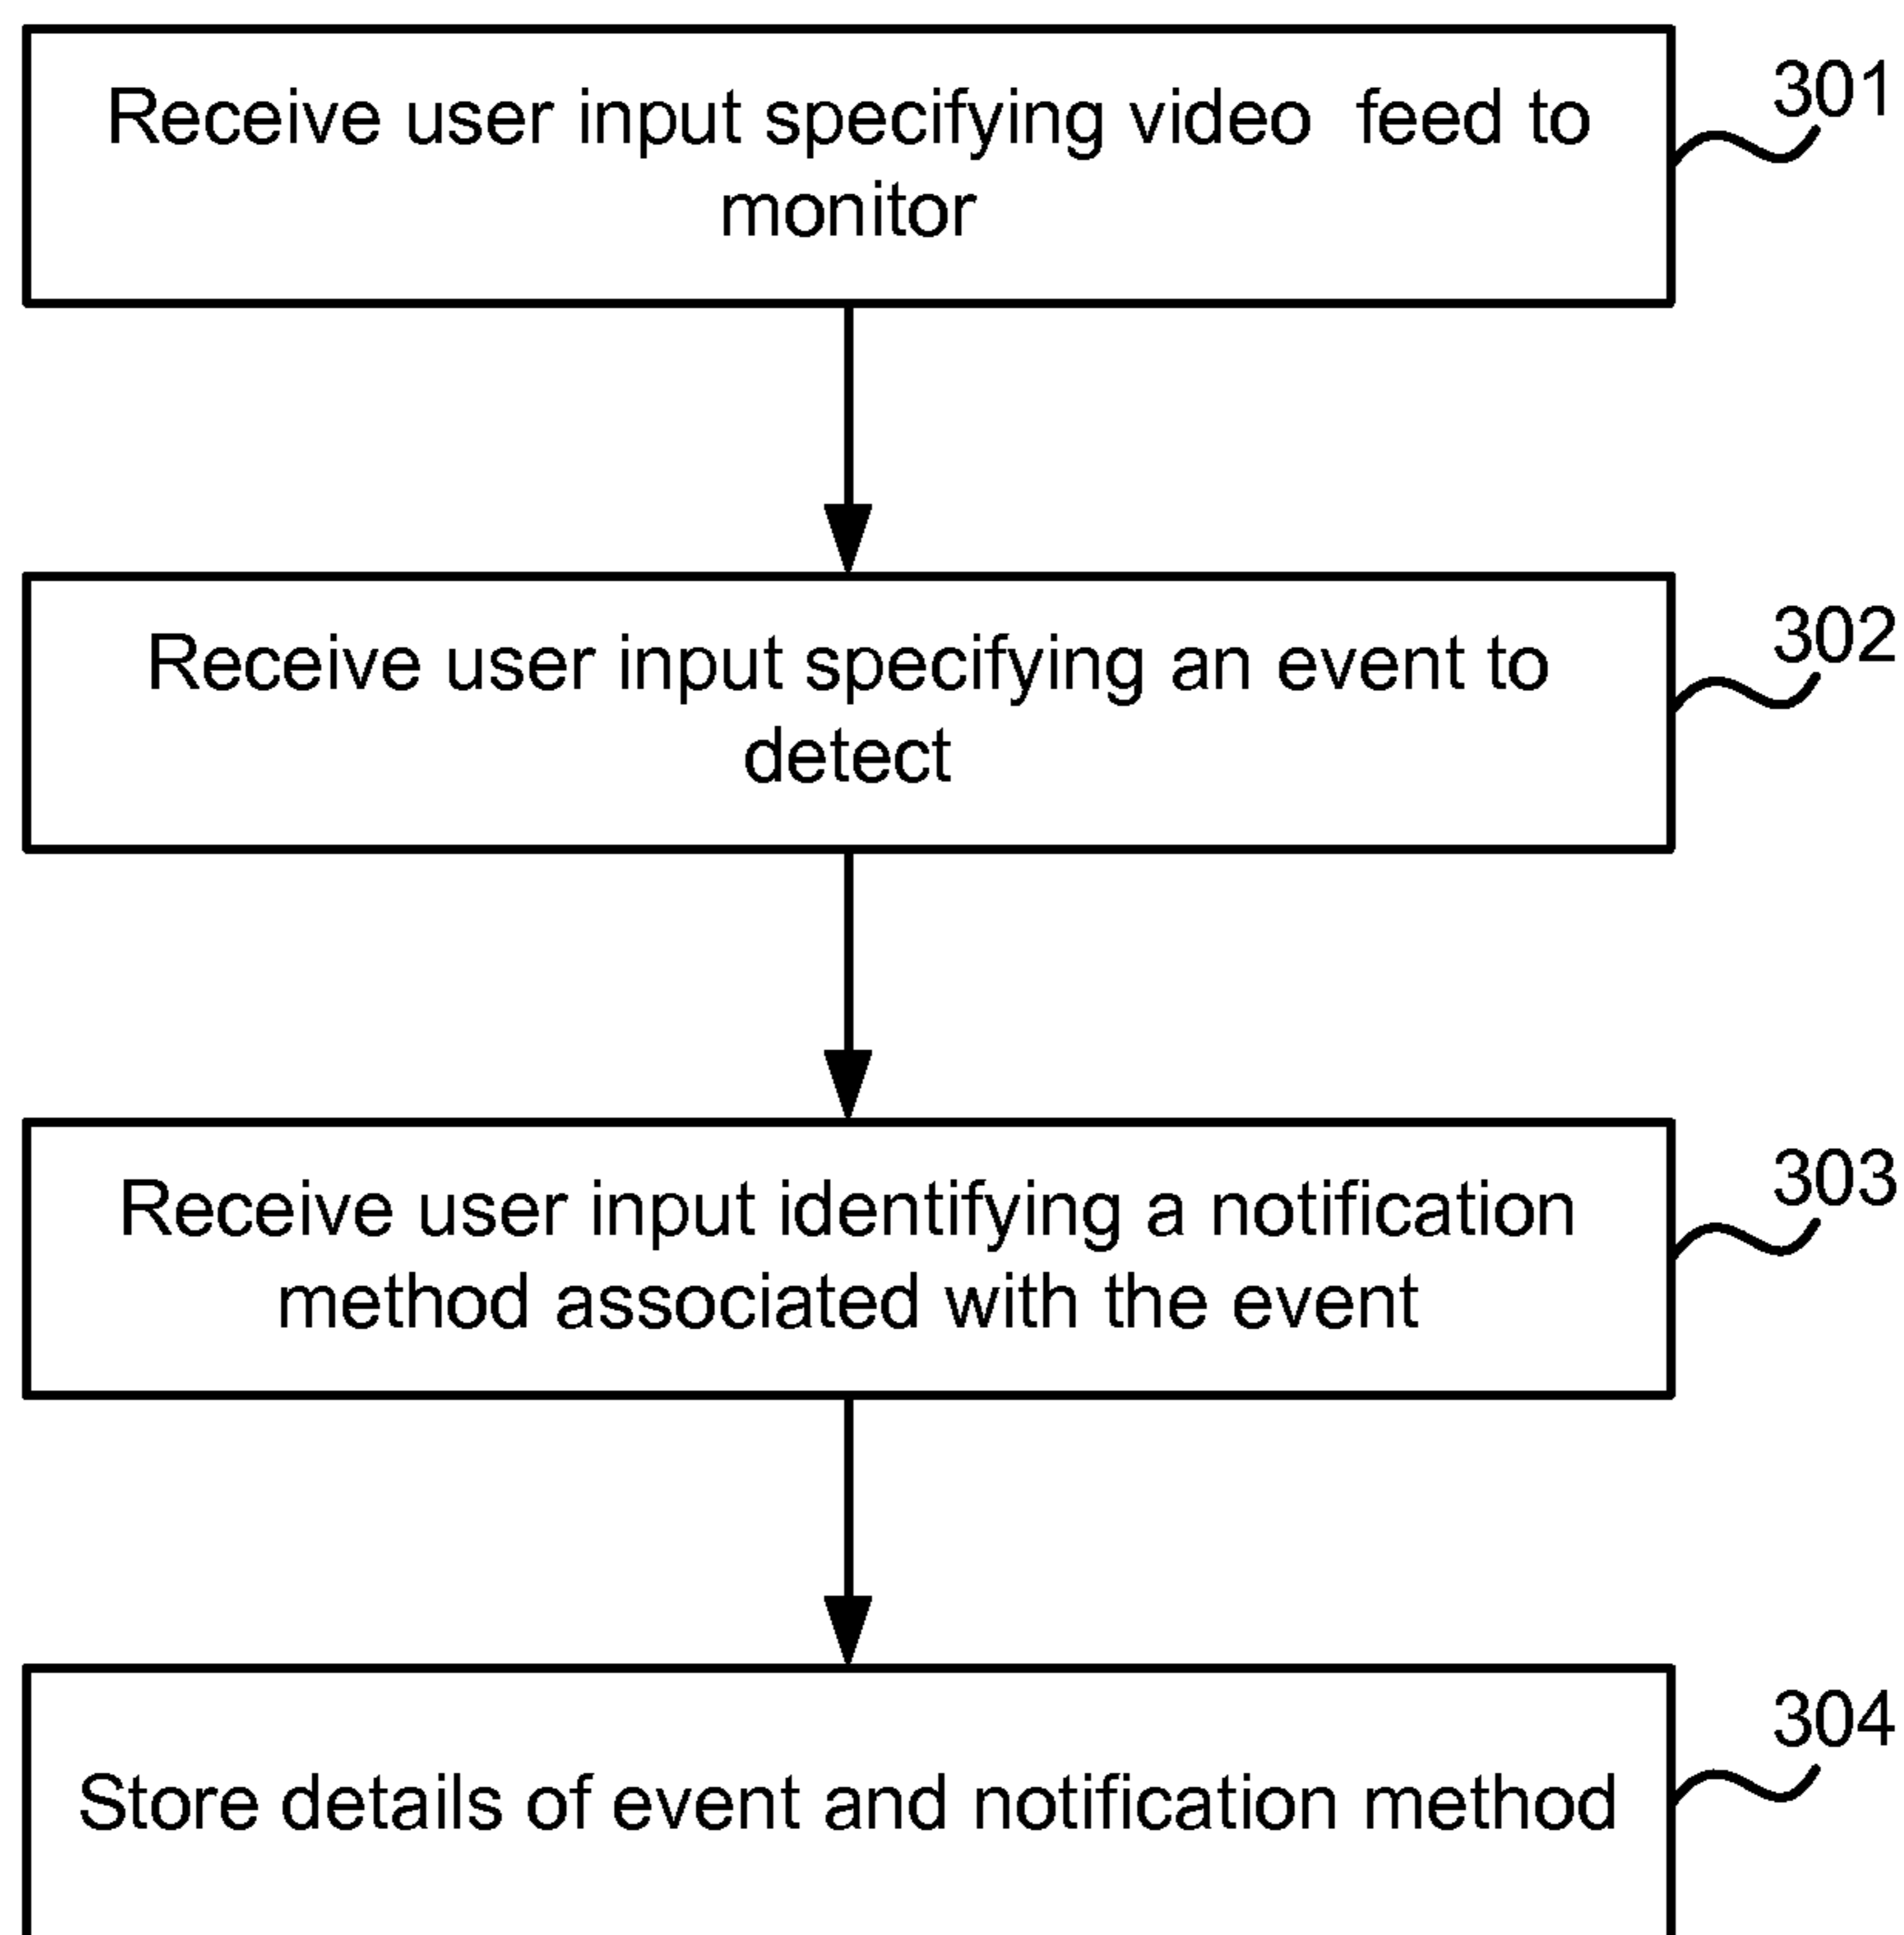 Receive user input specifying video feed to
monitor
301
Receive user input specifying an event to
detect
302
Receive user input identifying a notification
method associated with the event
303
Store details of event and notification method
304